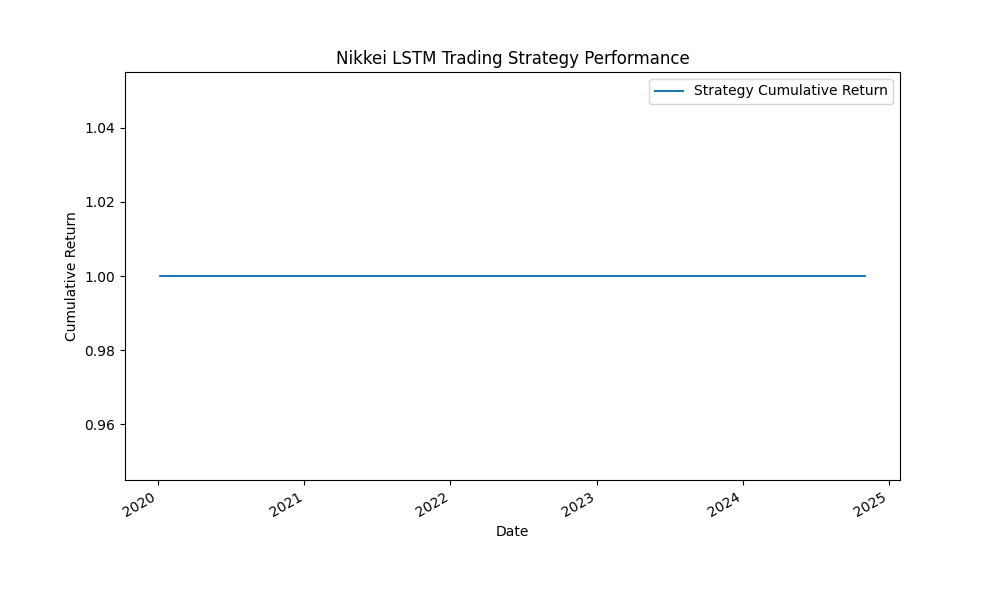 Nikkei LSTM Trading Strategy Performance
Strategy Cumulative Return
Cumulative Return
1.04
1.02
1.00
0.98
0.96
2020
2021
2022
2023
2024
2025
Date